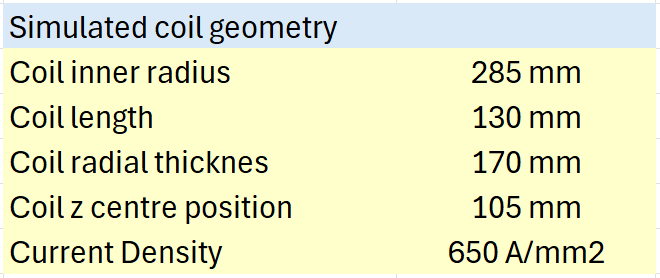 Simulated coil geometry
Coil inner radius 285 mm
Coil length 130 mm
Coil radial thicknes 170 mm
Coil z centre position 105 mm
Current Density 650 A/mm2